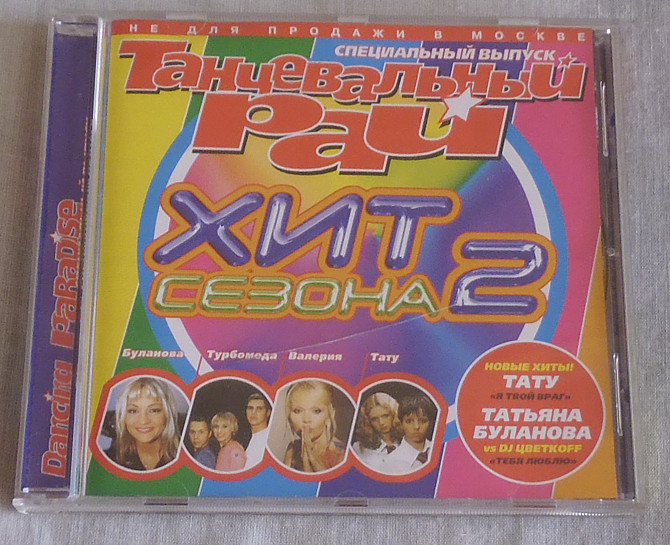 НЕ ДЛЯ ПРОДАЖИ В МОСКВЕ
СПЕЦИАЛЬНЫЙ ВЫПУСК
Танцевальный
Рай
ХИТ
СЕЗОНА 2
Буланова Турбомода Валерия Тату
НОВЫЕ ХИТЫ!
ТАТУ
«Я ТВОЙ ВРАГ»
ТАТЬЯНА
БУЛАНОВА
vs DJ ЦВЕТКОFF
«ТЕБЯ ЛЮБЛЮ»
Dancing PaRaDise